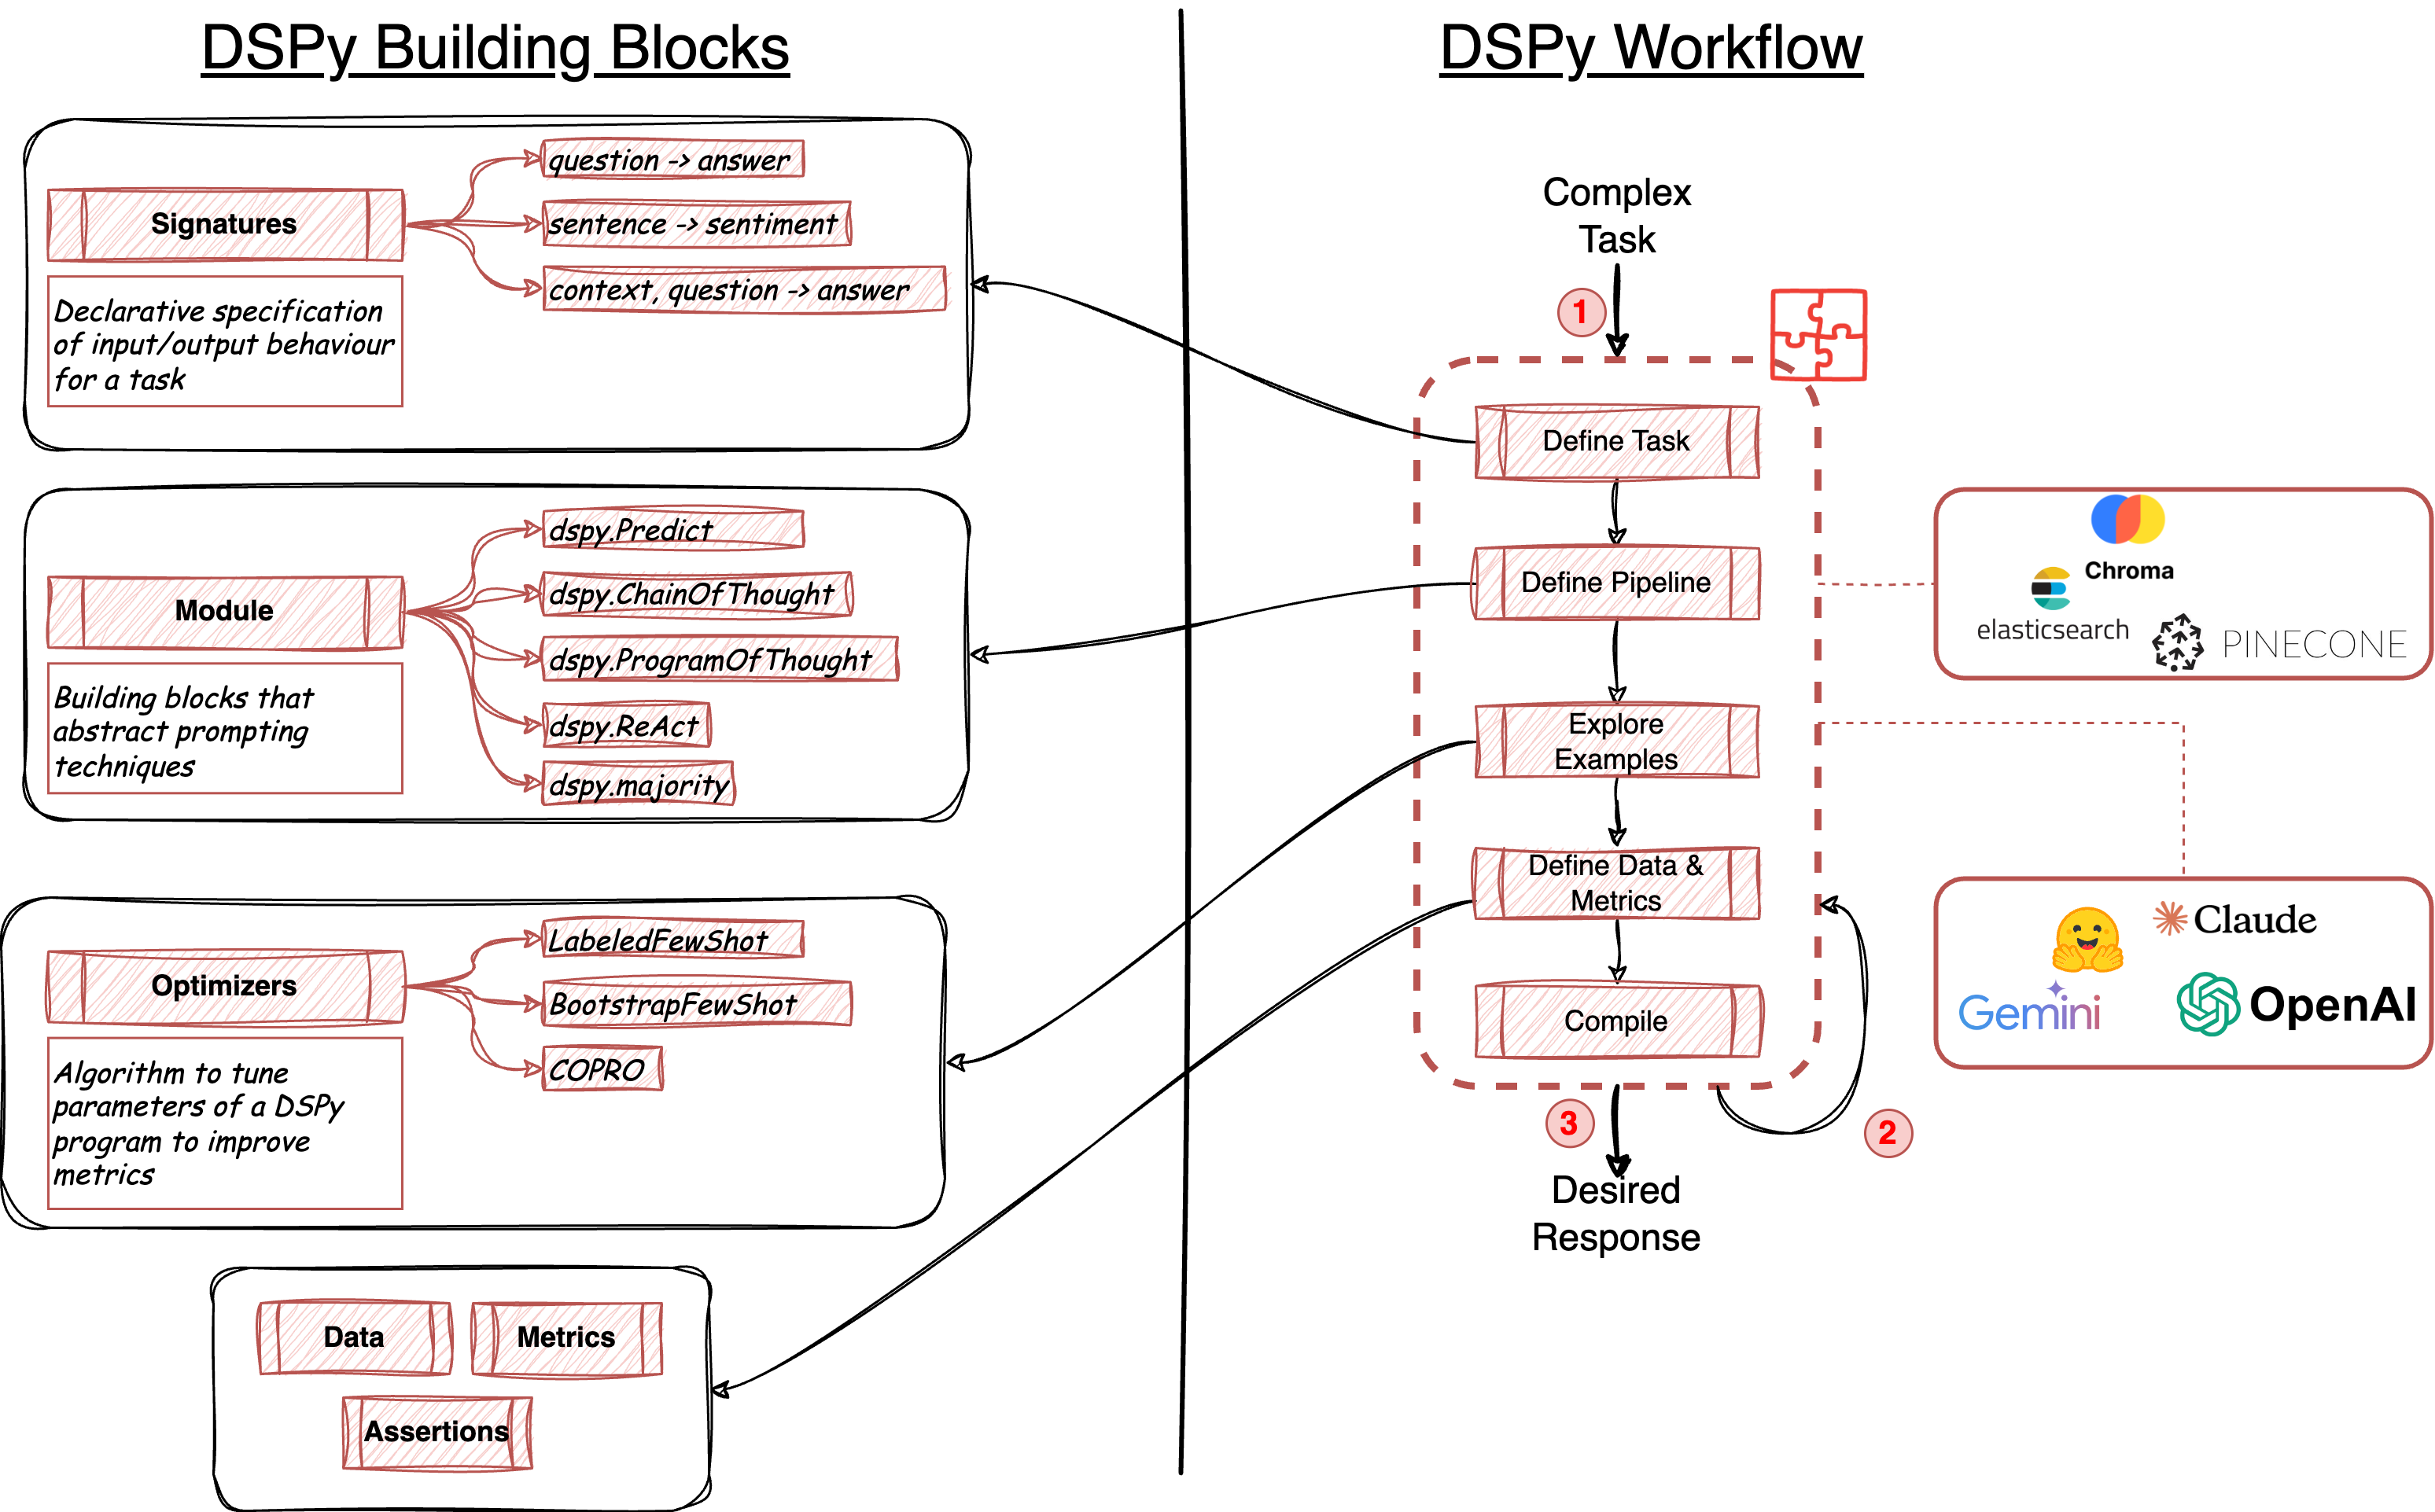 DSPy Building Blocks
Signatures
Declarative specification
of input/output behaviour
for a task
question -> answer
sentence -> sentiment
context, question -> answer
Module
Building blocks that
abstract prompting
techniques
dspy.Predict
dspy.ChainOfThought
dspy.ProgramOfThought
dspy.ReAct
dspy.majority
Optimizers
Algorithm to tune
parameters of a DSPy
program to improve
metrics
LabeledFewShot
BootstrapFewShot
COPRO
Data
Metrics
Assertions
DSPy Workflow
Complex
Task
1
Define Task
Define Pipeline
Explore
Examples
Define Data &
Metrics
Compile
3
2
Desired
Response
Chroma
elasticsearch
PINECONE
Claude
Gemini
OpenAI